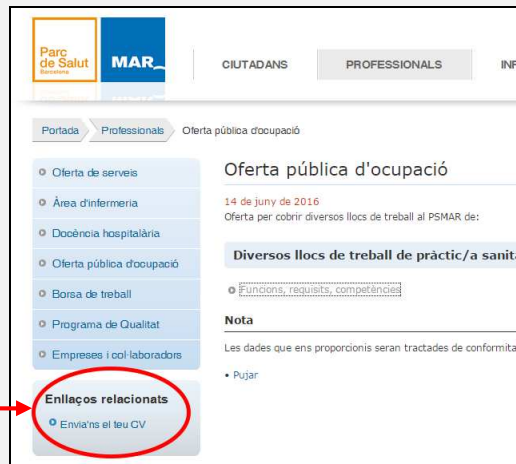 Parc
de Salut
Barcelona
MAR
CIUTADANS
PROFESSIONALS
Portada
Professionals
Oferta pública d'ocupació
Oferta de serveis
Àrea d'infermeria
Docència hospitalària
Oferta pública d'ocupació
Borsa de treball
Programa de Qualitat
Empreses i col·laboradors
Enllaços relacionats
Envia'ns el teu CV
Oferta pública d'ocupació
14 de juny de 2016
Oferta per cobrir diversos llocs de treball al PSMAR de:
Diversos llocs de treball de pràctic/a
Funcions, requisits, competències
Nota
Les dades que ens proporcionis seran tractades de
• Pujar